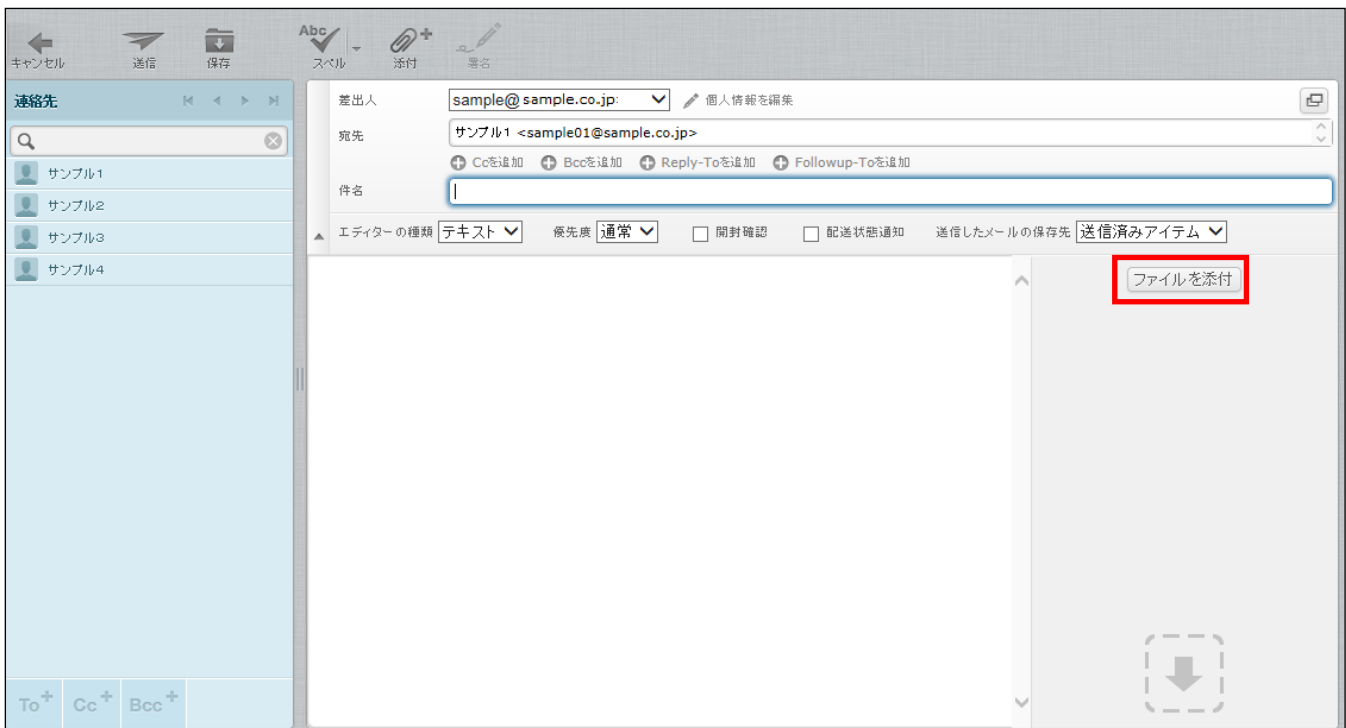 キャンセル 送信 保存 Abc スペル 添付 署名
連絡先
サンプル1
サンプル2
サンプル3
サンプル4
To+ Cc+ Bcc+
差出人 sample@sample.co.jp 個人情報を編集
宛先 サンプル1 <sample01@sample.co.jp>
Ccを追加 Bccを追加 Reply-Toを追加 Followup-Toを追加
件名
エディターの種類 テキスト 優先度 通常 開封確認 配送状態通知 送信したメールの保存先 送信済みアイテム
ファイルを添付